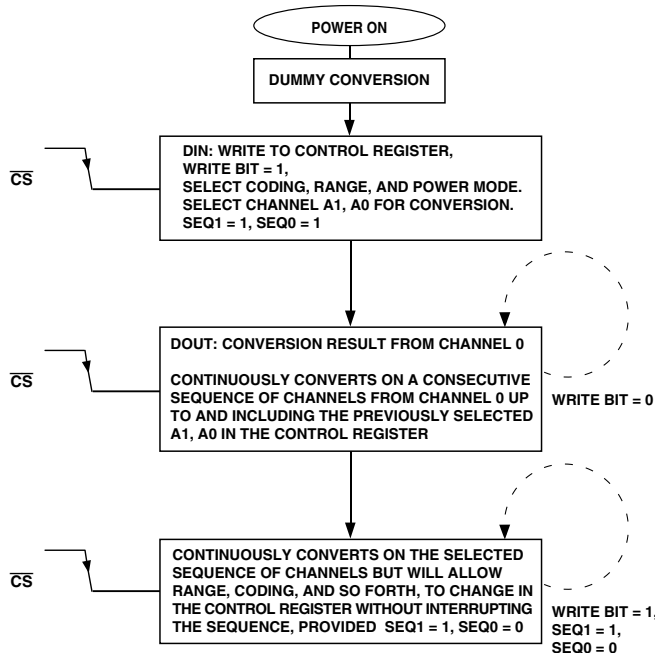 POWER ON
DUMMY CONVERSION
CS
DIN: WRITE TO CONTROL REGISTER,
WRITE BIT = 1,
SELECT CODING, RANGE, AND POWER MODE.
SELECT CHANNEL A1, A0 FOR CONVERSION.
SEQ1 = 1, SEQ0 = 1
CS
DOUT: CONVERSION RESULT FROM CHANNEL 0
CONTINUOUSLY CONVERTS ON A CONSECUTIVE
SEQUENCE OF CHANNELS FROM CHANNEL 0 UP
TO AND INCLUDING THE PREVIOUSLY SELECTED
A1, A0 IN THE CONTROL REGISTER
WRITE BIT = 0
CS
CONTINUOUSLY CONVERTS ON THE SELECTED
SEQUENCE OF CHANNELS BUT WILL ALLOW
RANGE, CODING, AND SO FORTH, TO CHANGE IN
THE CONTROL REGISTER WITHOUT INTERRUPTING
THE SEQUENCE, PROVIDED SEQ1 = 1, SEQ0 = 0
WRITE BIT = 1,
SEQ1 = 1,
SEQ0 = 0